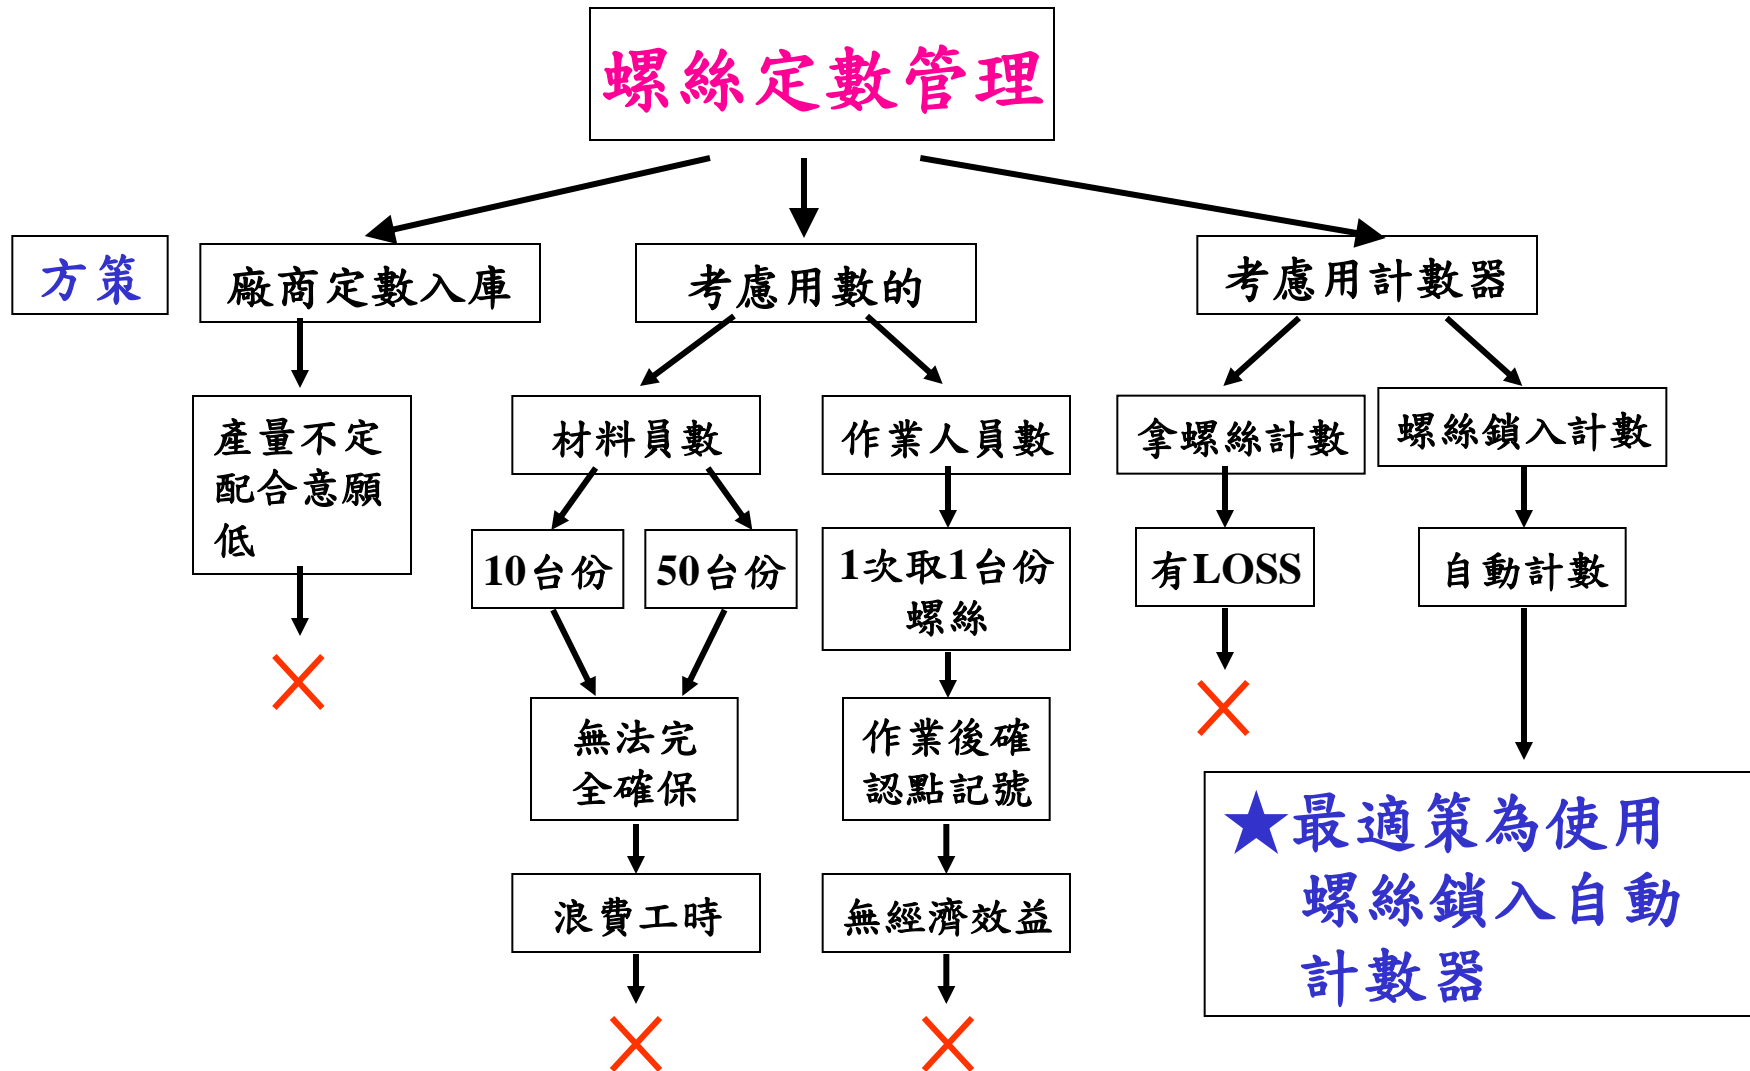 螺絲定數管理
方策
廠商定數入庫
考慮用數的
考慮用計數器
產量不定
配合意願
低
材料員數
作業人員數
拿螺絲計數
螺絲鎖入計數
10台份
50台份
1次取1台份
螺絲
有LOSS
自動計數
無法完
全確保
作業後確
認點記號
浪費工時
無經濟效益
★最適策為使用
螺絲鎖入自動
計數器